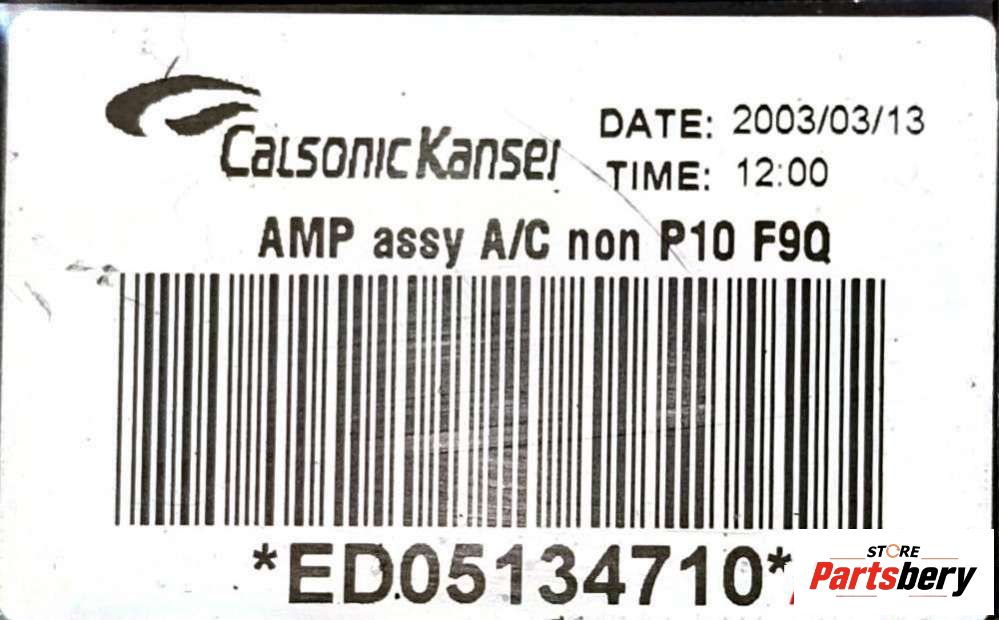 CalsonicKansei
DATE: 2003/03/13
TIME: 12:00
AMP assy A/C non P10 F9Q
*ED05134710*
STORE
Partsbery